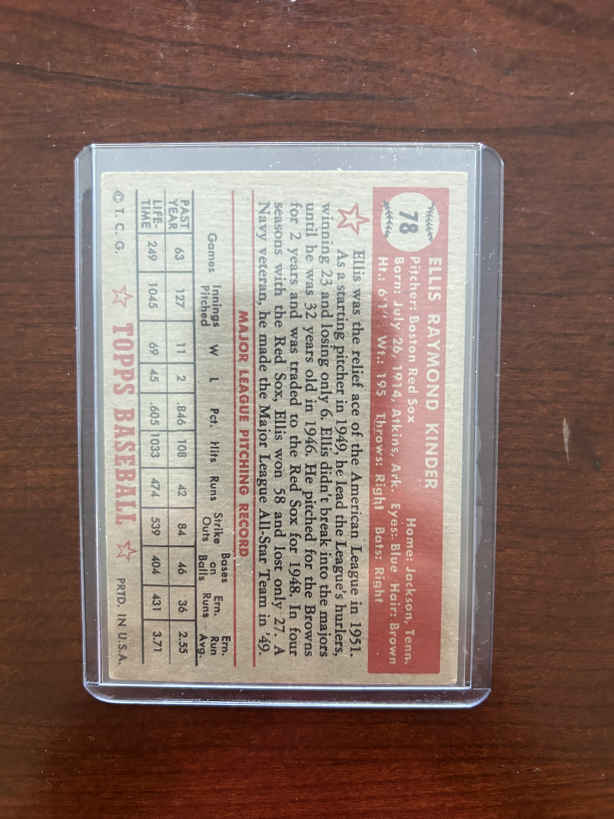 78
ELLIS RAYMOND KINDER
Pitcher: Boston Red Sox Home: Jackson, Tenn.
Born: July 26, 1914, Atkins, Ark. Eyes: Blue Hair: Brown
Ht.: 6'1" Wt.: 195 Throws: Right Bats: Right
Ellis was the relief ace of the American League in 1951.
As a starting pitcher in 1949, he lead the League's hurlers,
winning 23 and losing only 6. Ellis didn't break into the majors
until he was 32 years old in 1946. He pitched for the Browns
for 2 years and was traded to the Red Sox for 1948. In four
seasons with the Red Sox, Ellis won 58 and lost only 27. A
Navy veteran, he made the Major League All-Star Team in '49.
MAJOR LEAGUE PITCHING RECORD
Games Innings Pitched W L Pct. Hits Runs Strike Outs Bases on Balls Ern. Runs Ern. Run Avg.
PAST YEAR 63 127 11 2 .846 108 42 84 46 36 2.55
LIFE-TIME 249 1045 69 45 .605 1033 474 539 404 431 3.71
© T. C. G. TOPPS BASEBALL PRTD. IN U.S.A.